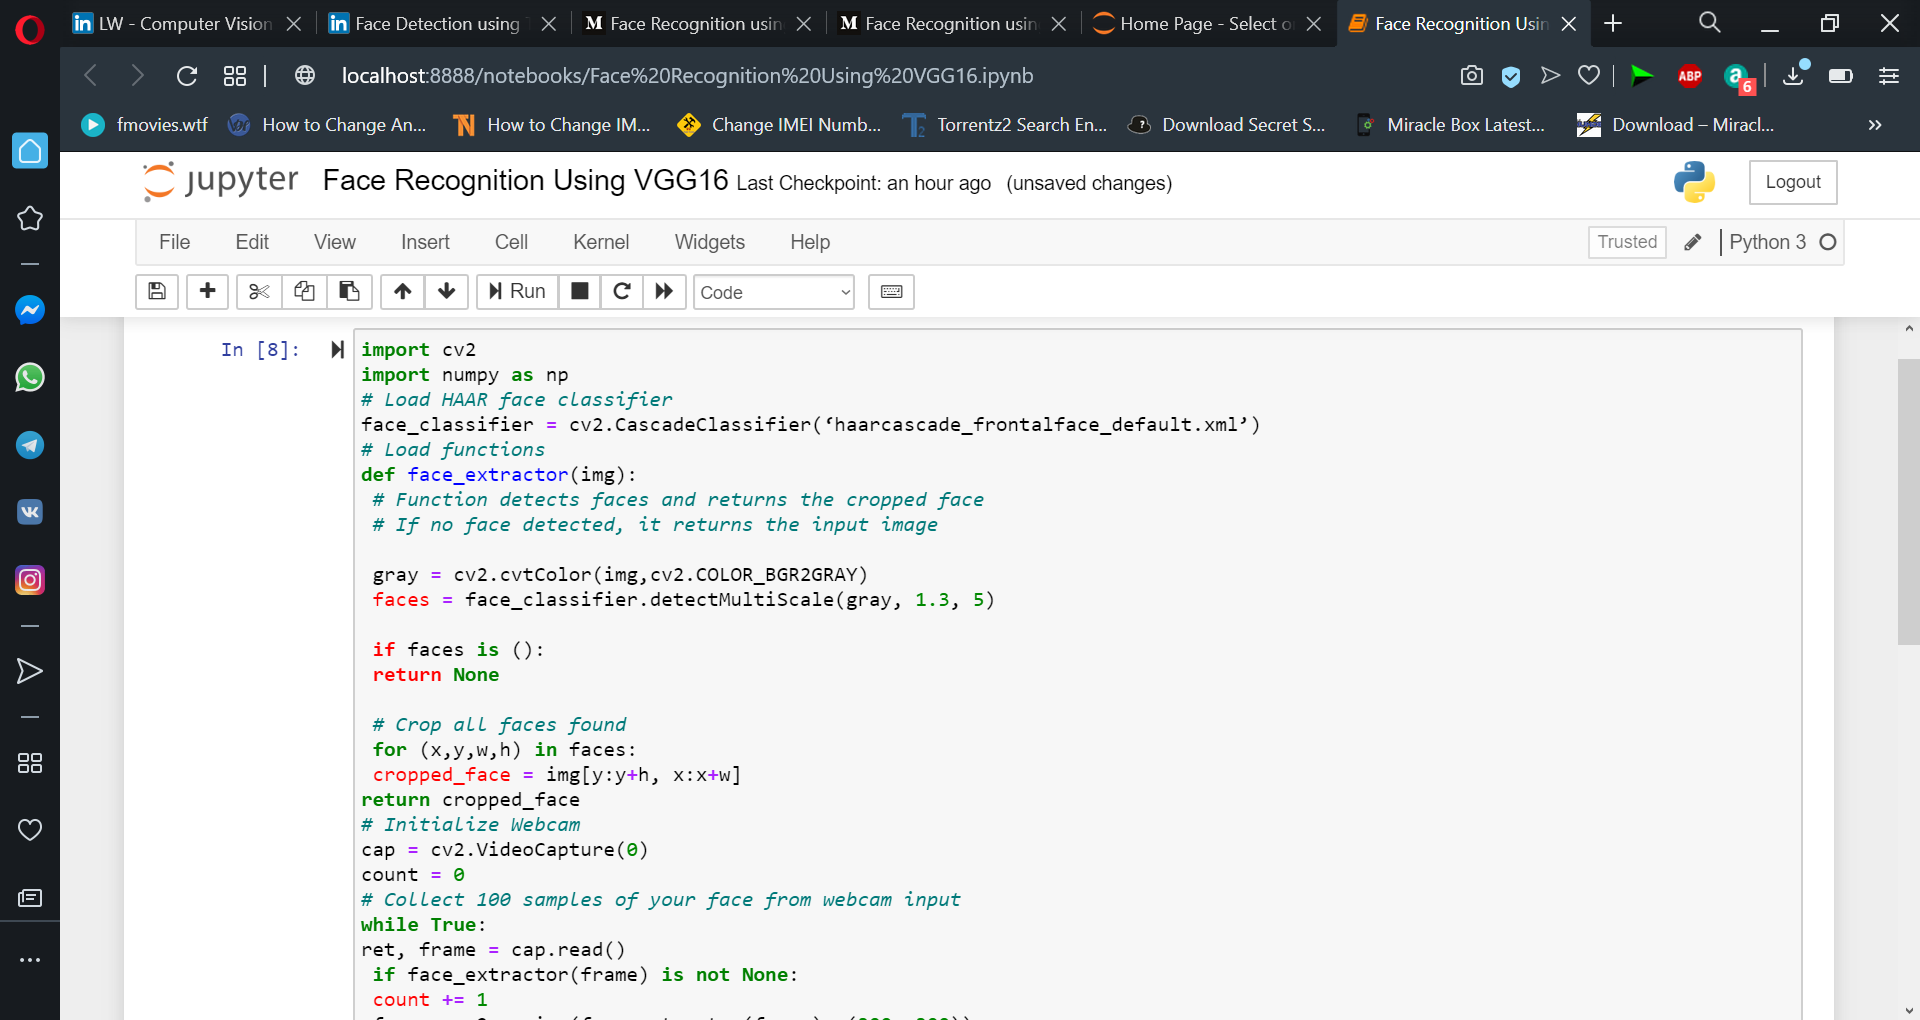 LW - Computer Vision
Face Detection using
Face Recognition usin
Face Recognition usin
Home Page - Select o
Face Recognition Usin
localhost:8888/notebooks/Face%20Recognition%20Using%20VGG16.ipynb
ABP
6
fmovies.wtf
How to Change An...
How to Change IM...
Change IMEI Numb...
Torrentz2 Search En...
Download Secret S...
Miracle Box Latest...
Download – Miracl...
jupyter Face Recognition Using VGG16 Last Checkpoint: an hour ago (unsaved changes)
Logout
File Edit View Insert Cell Kernel Widgets Help
Trusted
Python 3
Run
Code
In [8]:
import cv2
import numpy as np
# Load HAAR face classifier
face_classifier = cv2.CascadeClassifier(‘haarcascade_frontalface_default.xml’)
# Load functions
def face_extractor(img):
# Function detects faces and returns the cropped face
# If no face detected, it returns the input image
gray = cv2.cvtColor(img,cv2.COLOR_BGR2GRAY)
faces = face_classifier.detectMultiScale(gray, 1.3, 5)
if faces is ():
return None
# Crop all faces found
for (x,y,w,h) in faces:
cropped_face = img[y:y+h, x:x+w]
return cropped_face
# Initialize Webcam
cap = cv2.VideoCapture(0)
count = 0
# Collect 100 samples of your face from webcam input
while True:
ret, frame = cap.read()
if face_extractor(frame) is not None:
count += 1